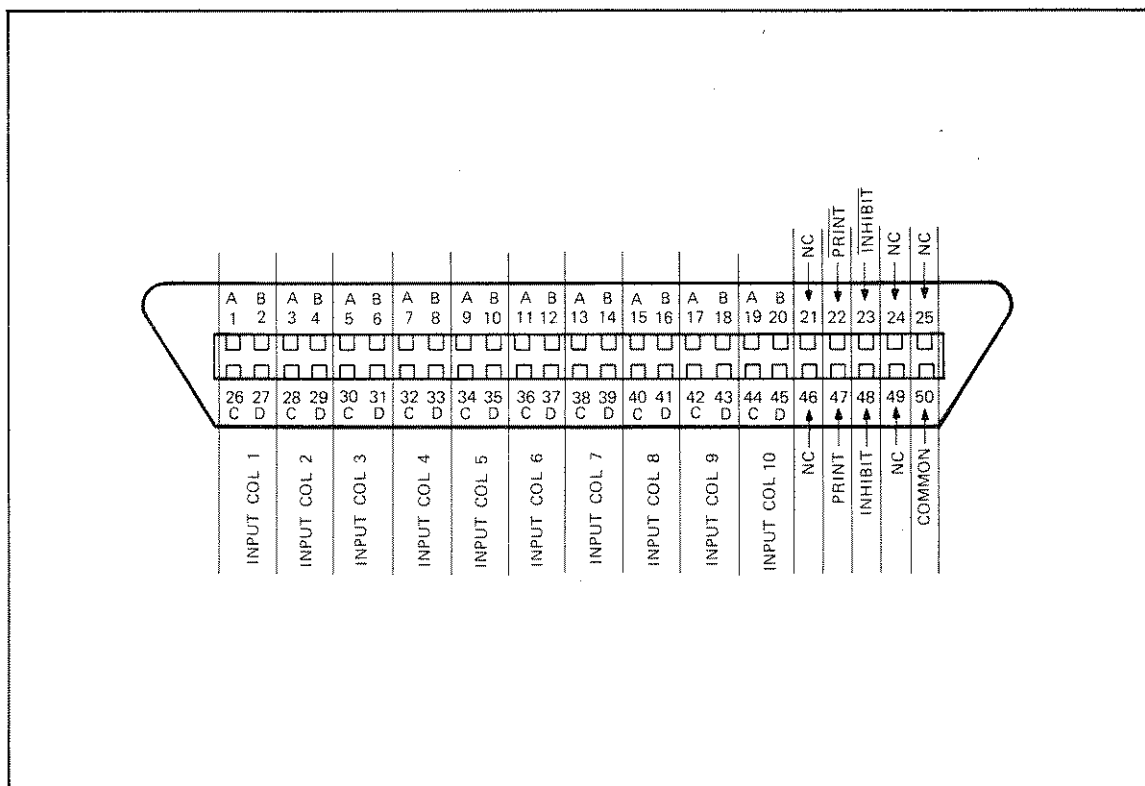 NC
P̅R̅I̅N̅T̅
I̅N̅H̅I̅B̅I̅T̅
NC
NC
A B A B A B A B A B A B A B A B A B A B
1 2 3 4 5 6 7 8 9 10 11 12 13 14 15 16 17 18 19 20 21 22 23 24 25
26 27 28 29 30 31 32 33 34 35 36 37 38 39 40 41 42 43 44 45 46 47 48 49 50
C D C D C D C D C D C D C D C D C D C D
INPUT COL 1
INPUT COL 2
INPUT COL 3
INPUT COL 4
INPUT COL 5
INPUT COL 6
INPUT COL 7
INPUT COL 8
INPUT COL 9
INPUT COL 10
NC
PRINT
INHIBIT
NC
COMMON